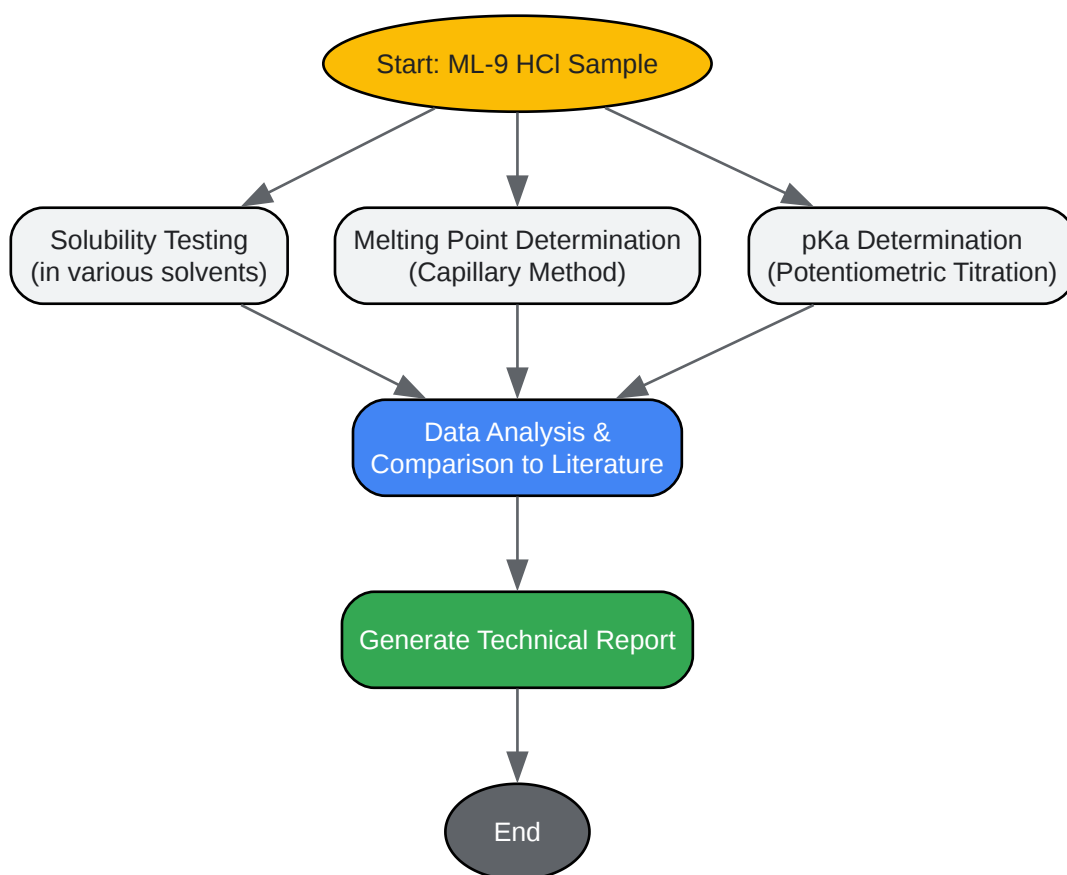 Start: ML-9 HCl Sample
Solubility Testing
(in various solvents)
Melting Point Determination
(Capillary Method)
pKa Determination
(Potentiometric Titration)
Data Analysis &
Comparison to Literature
Generate Technical Report
End